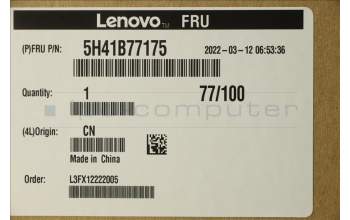 Lenovo FRU
(P)FRU P/N: 5H41B77175 2022-03-12 06:53:36
Quantity: 1 77/100
computer
(4L)Origin: CN
Made in China
Order: L3FX12222005